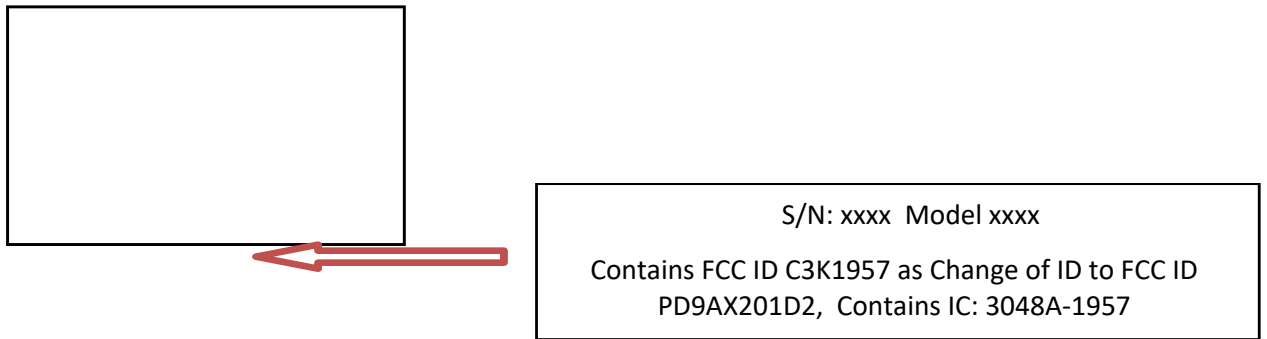 S/N: xxxx  Model xxxx
Contains FCC ID C3K1957 as Change of ID to FCC ID
PD9AX201D2,  Contains IC: 3048A-1957